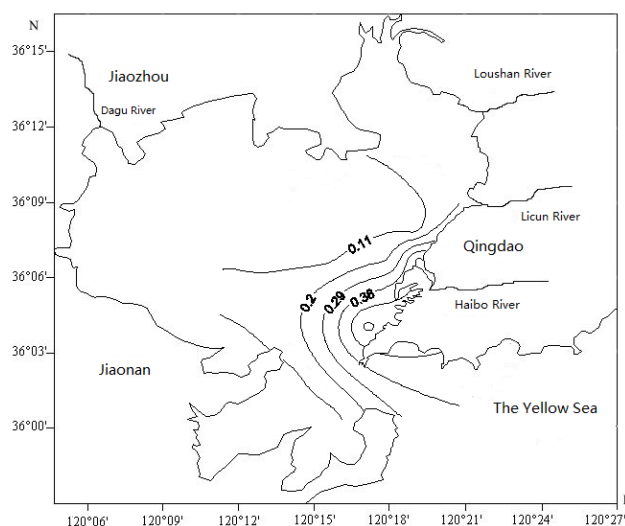 N
36°15'
Jiaozhou
Loushan River
Dagu River
36°12'
36°09'
Licun River
0.11
Qingdao
36°06'
0.2
0.29
0.38
Haibo River
36°03'
Jiaonan
The Yellow Sea
36°00'
120°06'
120°09'
120°12'
120°15'
120°18'
120°21'
120°24'
120°27'